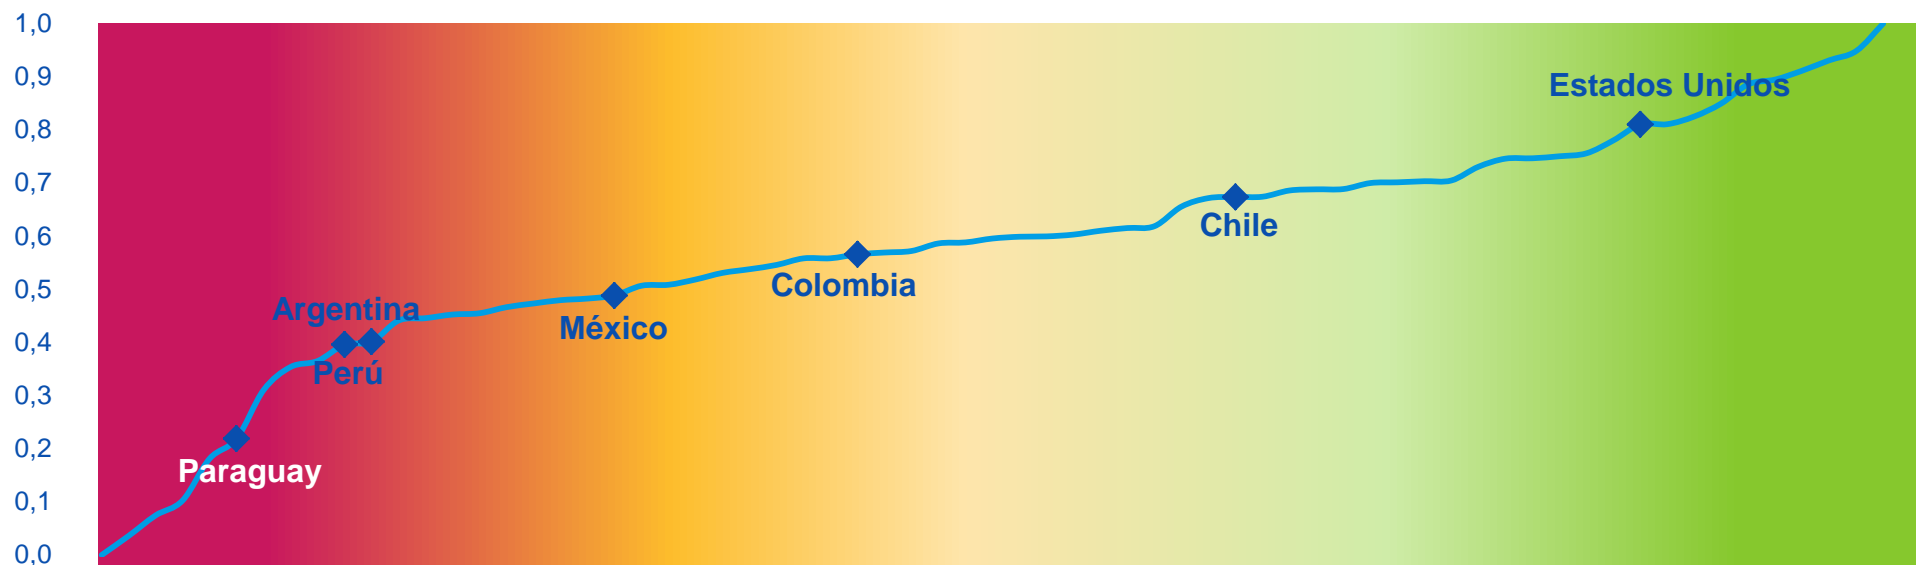 1,0
0,9
0,8
0,7
0,6
0,5
0,4
0,3
0,2
0,1
0,0
Estados Unidos
Chile
Colombia
Argentina
México
Perú
Paraguay